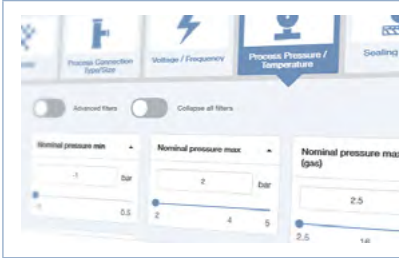 Process Connection
Type/Size
Voltage / Frequency
Process Pressure /
Temperature
Sealing
Advanced filters
Collapse all filters
Nominal pressure min
-1
bar
-1
0.5
Nominal pressure max
2
bar
2
4
5
Nominal pressure max
(gas)
2.5
2.5
16